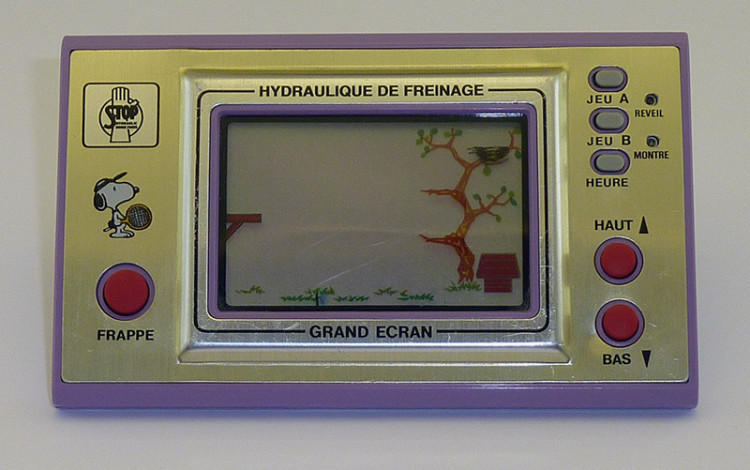 HYDRAULIQUE DE FREINAGE
STOP
JEU A
REVEIL
JEU B
MONTRE
HEURE
HAUT
FRAPPE
GRAND ECRAN
BAS